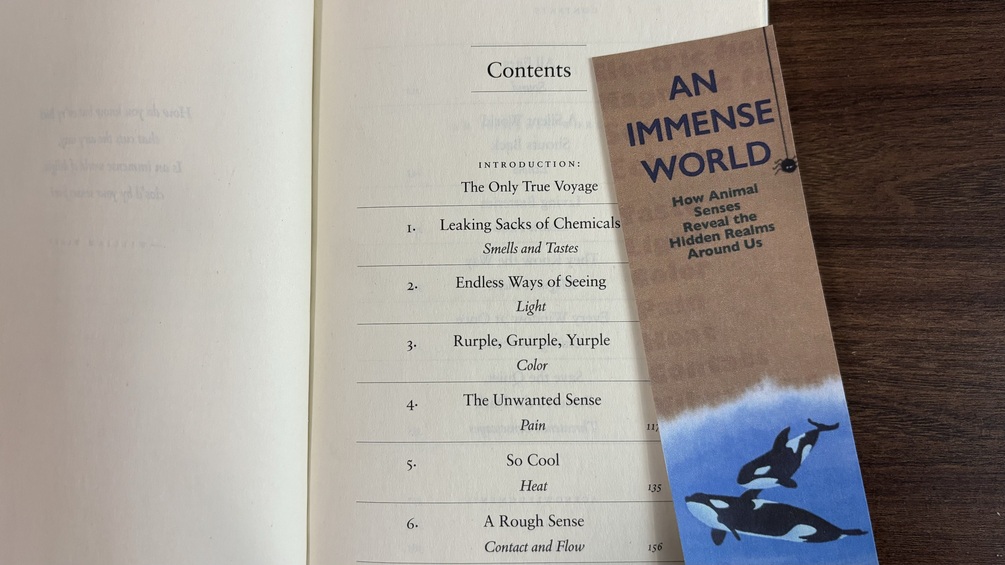 Contents
INTRODUCTION:
The Only True Voyage
1. Leaking Sacks of Chemicals
Smells and Tastes
2. Endless Ways of Seeing
Light
3. Rurple, Grurple, Yurple
Color
4. The Unwanted Sense
Pain 117
5. So Cool
Heat 135
6. A Rough Sense
Contact and Flow 156
AN
IMMENSE
WORLD
How Animal
Senses
Reveal the
Hidden Realms
Around Us